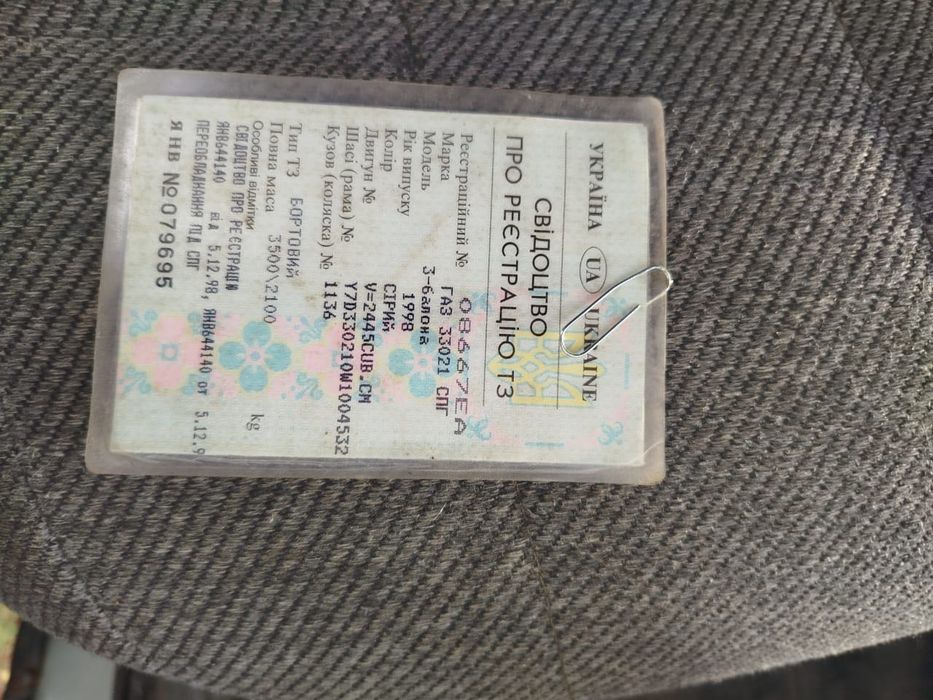 УКРАЇНА UA UKRAINE
СВІДОЦТВО
ПРО РЕЄСТРАЦІЮ ТЗ
Реєстраційний № 08667ЕА
Марка ГАЗ 33021 СПГ
Модель 3-балона
Рік випуску 1998
Колір СІРИЙ
Двигун № V=2445CUB.CM
Шасі (рама) № Y7D330210W1004532
Кузов (коляска) № 1136
Тип ТЗ БОРТОВИЙ
Повна маса 3500\2100 kg
Особливі відмітки
СВІДОЦТВО ПРО РЕЄСТРАЦІЮ
ЯНВ644140 від 5.12.98, ЯНВ644140 от 5.12.9
ПЕРЕОБЛАДНАННЯ ПІД СПГ
ЯНВ № 079695